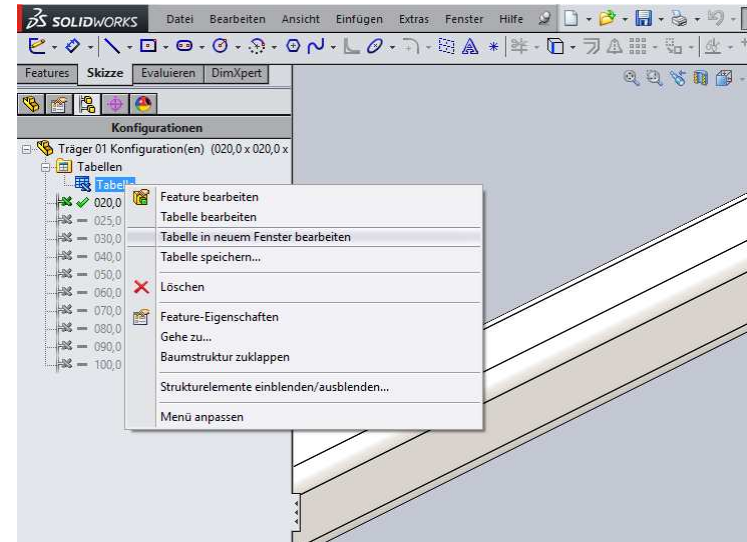 SOLIDWORKS Datei Bearbeiten Ansicht Einfügen Extras Fenster Hilfe
Features Skizze Evaluieren DimXpert
Konfigurationen
Träger 01 Konfiguration(en) (020,0 x 020,0 x
Tabellen
020,0
025,0
030,0
040,0
050,0
060,0
070,0
080,0
090,0
100,0
Feature bearbeiten
Tabelle bearbeiten
Tabelle in neuem Fenster bearbeiten
Tabelle speichern...
Löschen
Feature-Eigenschaften
Gehe zu...
Baumstruktur zuklappen
Strukturelemente einblenden/ausblenden...
Menü anpassen